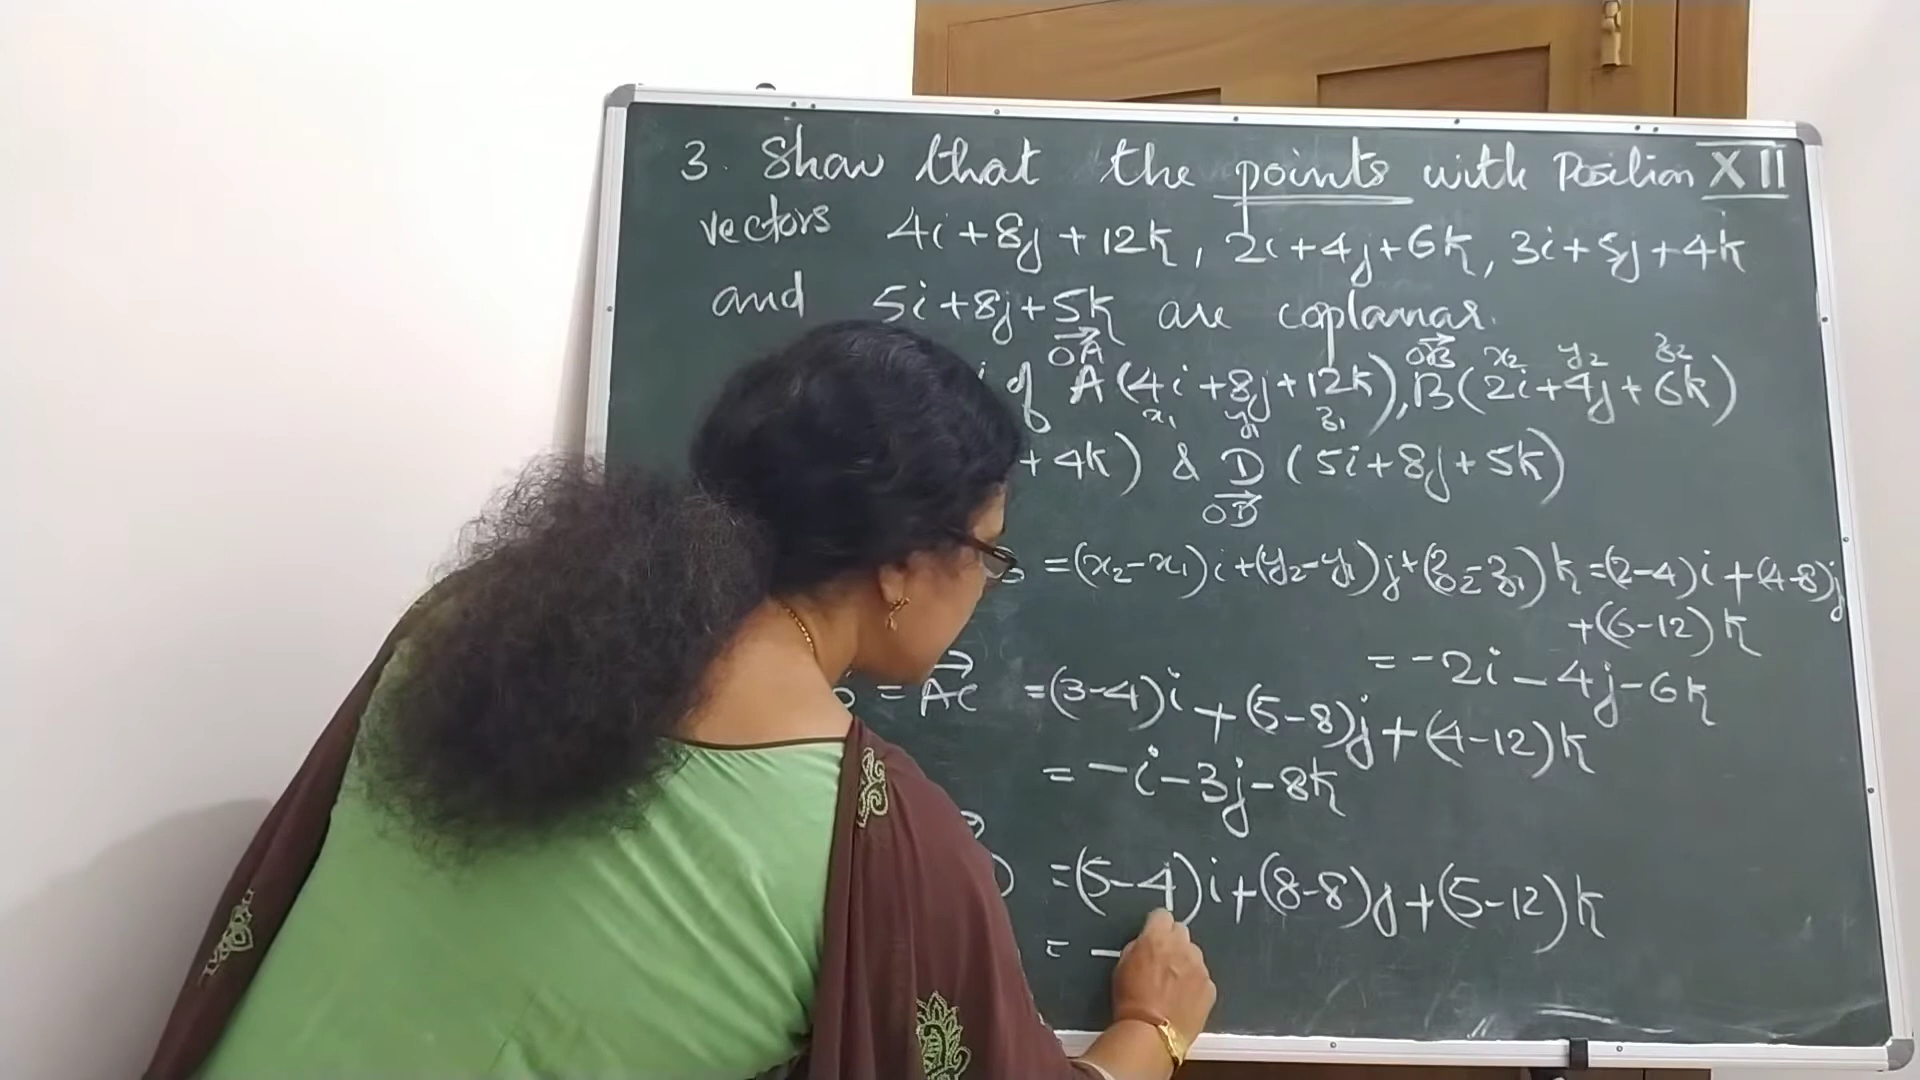 3. Show that the points with Position XII
vectors 4i+8j+12k, 2i+4j+6k, 3i+5j+4k
and 5i+8j+5k are coplanar.
OA OB x2 y2 z2
of A(4i+8j+12k), B(2i+4j+6k)
x1 y1 z1
+4k) & D (5i+8j+5k)
OD
=(x2-x1)i+(y2-y1)j+(z2-z1)k=(2-4)i+(4-8)j
+(6-12)k
=-2i-4j-6k
= AC =(3-4)i+(5-8)j+(4-12)k
=-i-3j-8k
=(5-4)i+(8-8)j+(5-12)k
= -